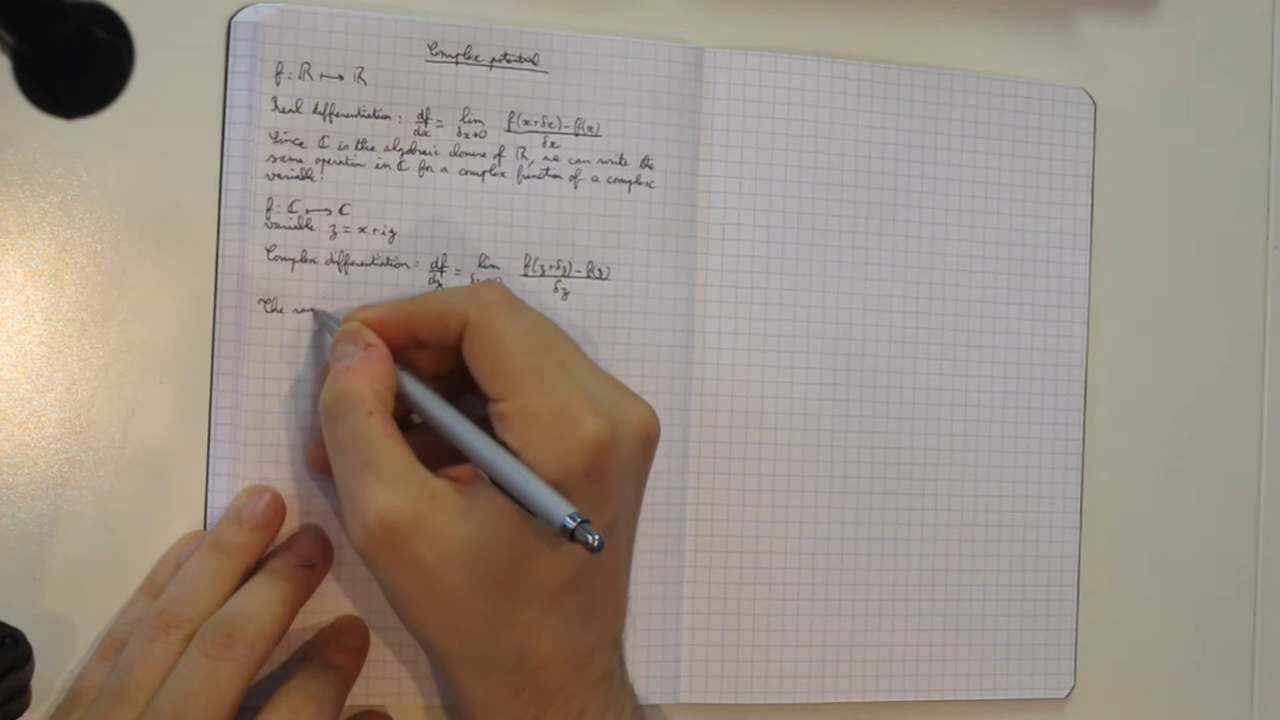 Complex potential
f : ℝ ⟼ ℝ
Real differentiation : df/dx = lim δx→0 f(x+δx)-f(x)/δx
Since ℂ is the algebraic closure of ℝ, we can write the
same operation in ℂ for a complex function of a complex
variable:
f : ℂ ⟼ ℂ
variable z = x+iy
Complex differentiation : df/dz = lim f(z+δz)-f(z)/δz
The